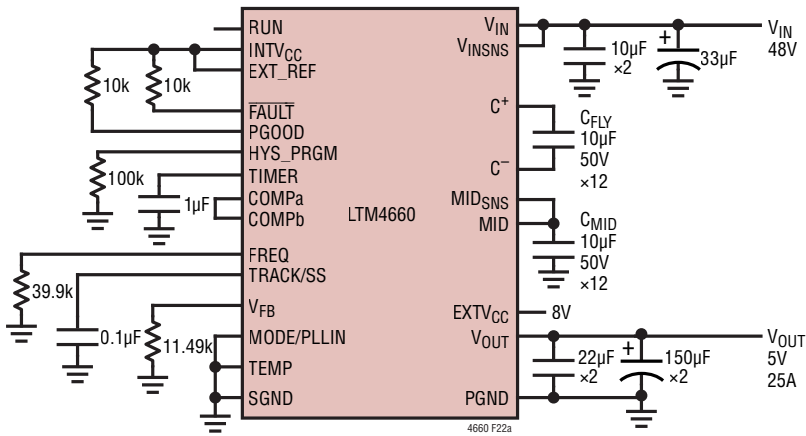 RUN
INTVCC
EXT_REF
10k
10k
FAULT
PGOOD
HYS_PRGM
100k
TIMER
1µF
COMPa
COMPb
FREQ
TRACK/SS
39.9k
VFB
0.1µF
11.49k
MODE/PLLIN
TEMP
SGND
LTM4660
VIN
VINSNS
10µF
×2
+
33µF
VIN
48V
C+
C−
CFLY
10µF
50V
×12
MIDSNS
MID
CMID
10µF
50V
×12
EXTVCC
8V
VOUT
22µF
×2
+
150µF
×2
VOUT
5V
25A
PGND
4660 F22a